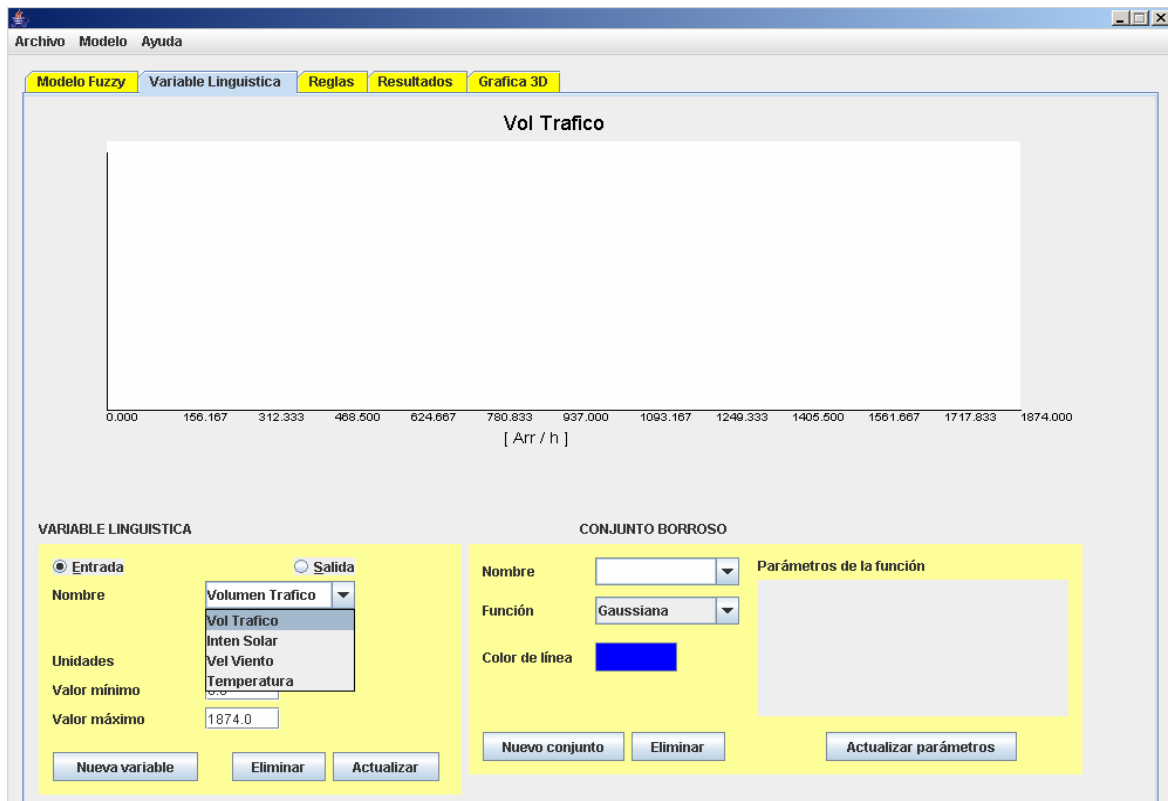 Archivo Modelo Ayuda
Modelo Fuzzy Variable Linguistica Reglas Resultados Grafica 3D
Vol Trafico
0.000 156.167 312.333 468.500 624.667 780.833 937.000 1093.167 1249.333 1405.500 1561.667 1717.833 1874.000
[ Arr / h ]
VARIABLE LINGUISTICA
Entrada Salida
Nombre Volumen Trafico
Vol Trafico
Inten Solar
Vel Viento
Temperatura
Unidades
Valor mínimo
Valor máximo 1874.0
Nueva variable Eliminar Actualizar
CONJUNTO BORROSO
Nombre
Función Gaussiana
Color de línea
Parámetros de la función
Nuevo conjunto Eliminar Actualizar parámetros